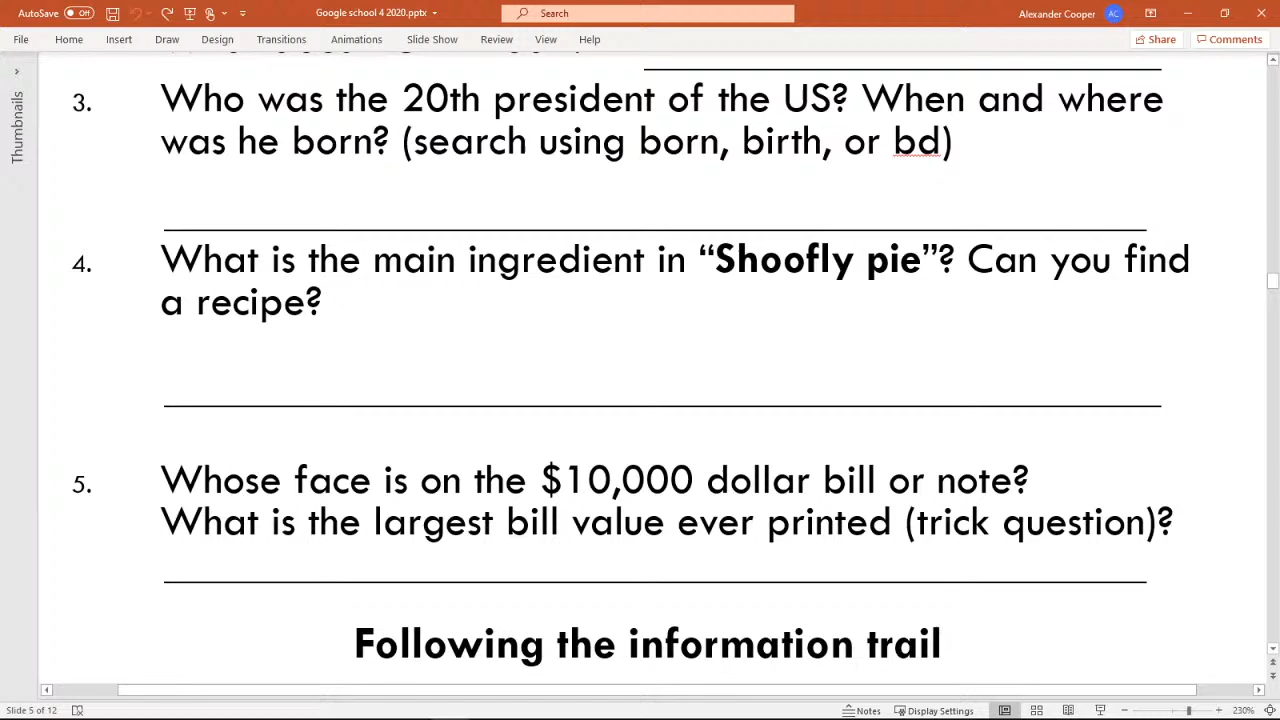 AutoSave Off Google school 4 2020.pptx Search Alexander Cooper AC
File Home Insert Draw Design Transitions Animations Slide Show Review View Help Share Comments
Thumbnails
3. Who was the 20th president of the US? When and where
was he born? (search using born, birth, or bd)
4. What is the main ingredient in “Shoofly pie”? Can you find
a recipe?
5. Whose face is on the $10,000 dollar bill or note?
What is the largest bill value ever printed (trick question)?
Following the information trail
Slide 5 of 12 Notes Display Settings 230%